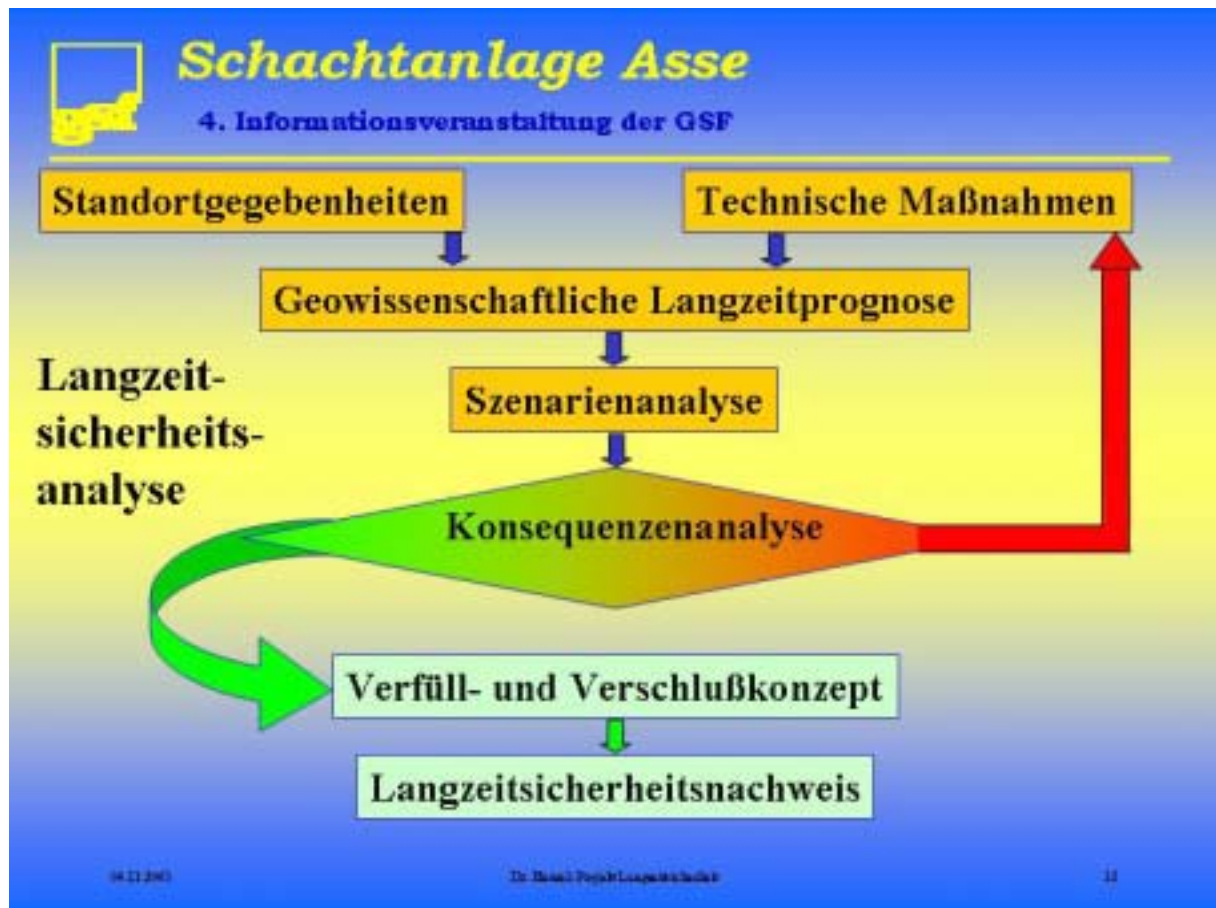 Schachtanlage Asse
4. Informationsveranstaltung der GSF
Standortgegebenheiten
Technische Maßnahmen
Geowissenschaftliche Langzeitprognose
Langzeit-
sicherheits-
analyse
Szenarienanalyse
Konsequenzenanalyse
Verfüll- und Verschlußkonzept
Langzeitsicherheitsnachweis